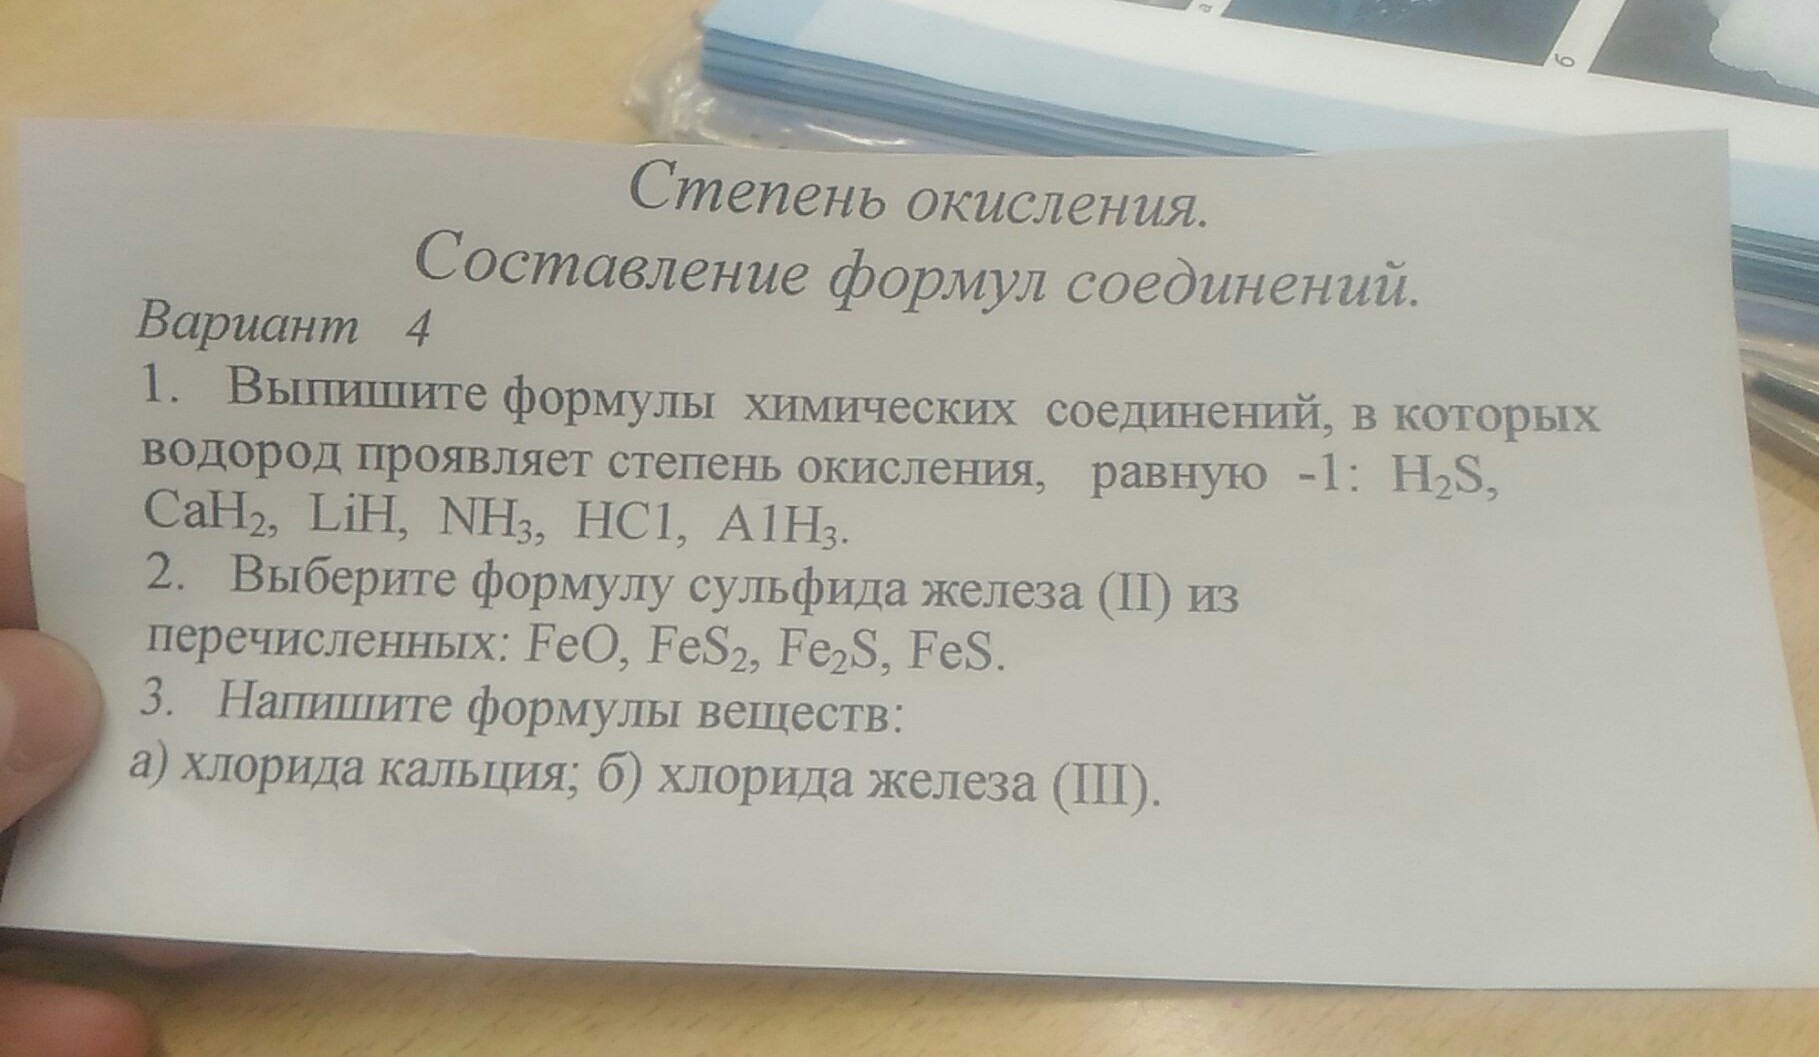 а
б
Степень окисления.
Составление формул соединений.
Вариант 4
1. Выпишите формулы химических соединений, в которых
водород проявляет степень окисления, равную -1: H₂S,
CaH₂, LiH, NH₃, HC1, A1H₃.
2. Выберите формулу сульфида железа (II) из
перечисленных: FeO, FeS₂, Fe₂S, FeS.
3. Напишите формулы веществ:
а) хлорида кальция; б) хлорида железа (III).